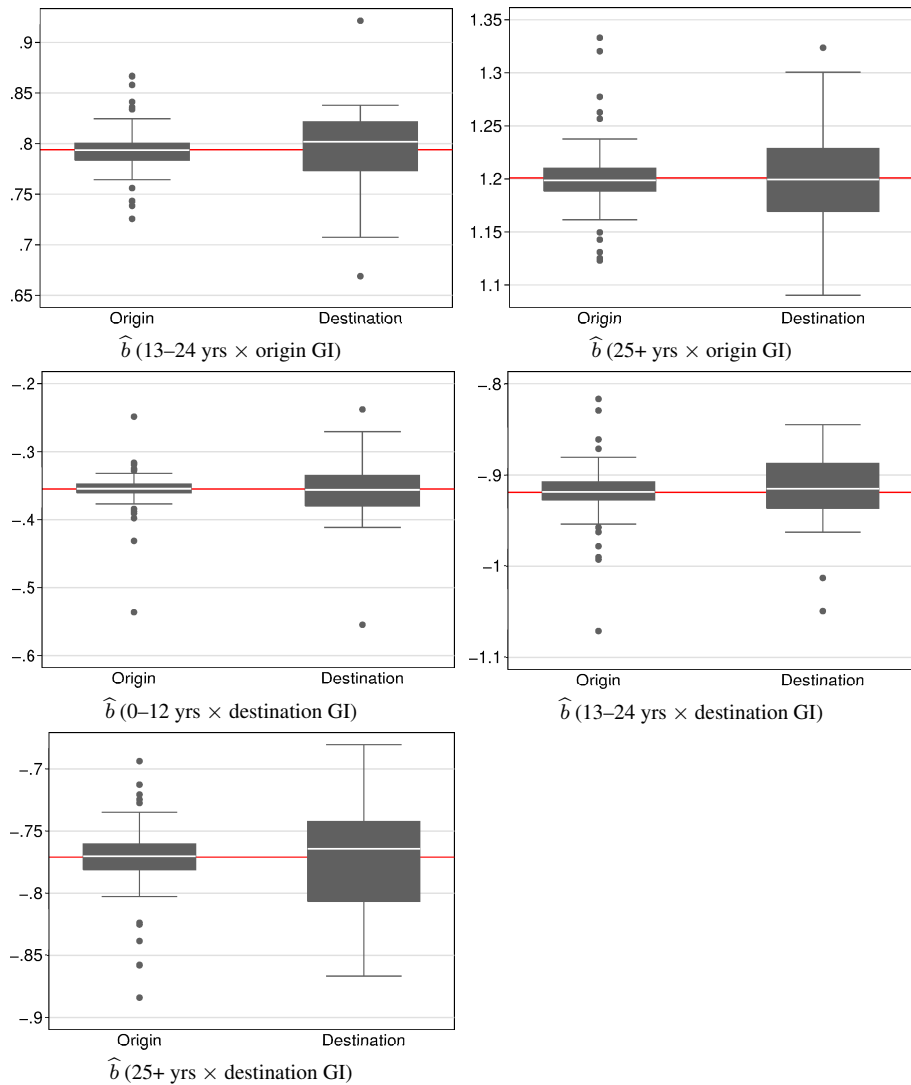 .9
.85
.8
.75
.7
.65
Origin Destination
b̂ (13–24 yrs × origin GI)
1.35
1.3
1.25
1.2
1.15
1.1
Origin Destination
b̂ (25+ yrs × origin GI)
−.2
−.3
−.4
−.5
−.6
Origin Destination
b̂ (0–12 yrs × destination GI)
−.8
−.9
−1
−1.1
Origin Destination
b̂ (13–24 yrs × destination GI)
−.7
−.75
−.8
−.85
−.9
Origin Destination
b̂ (25+ yrs × destination GI)